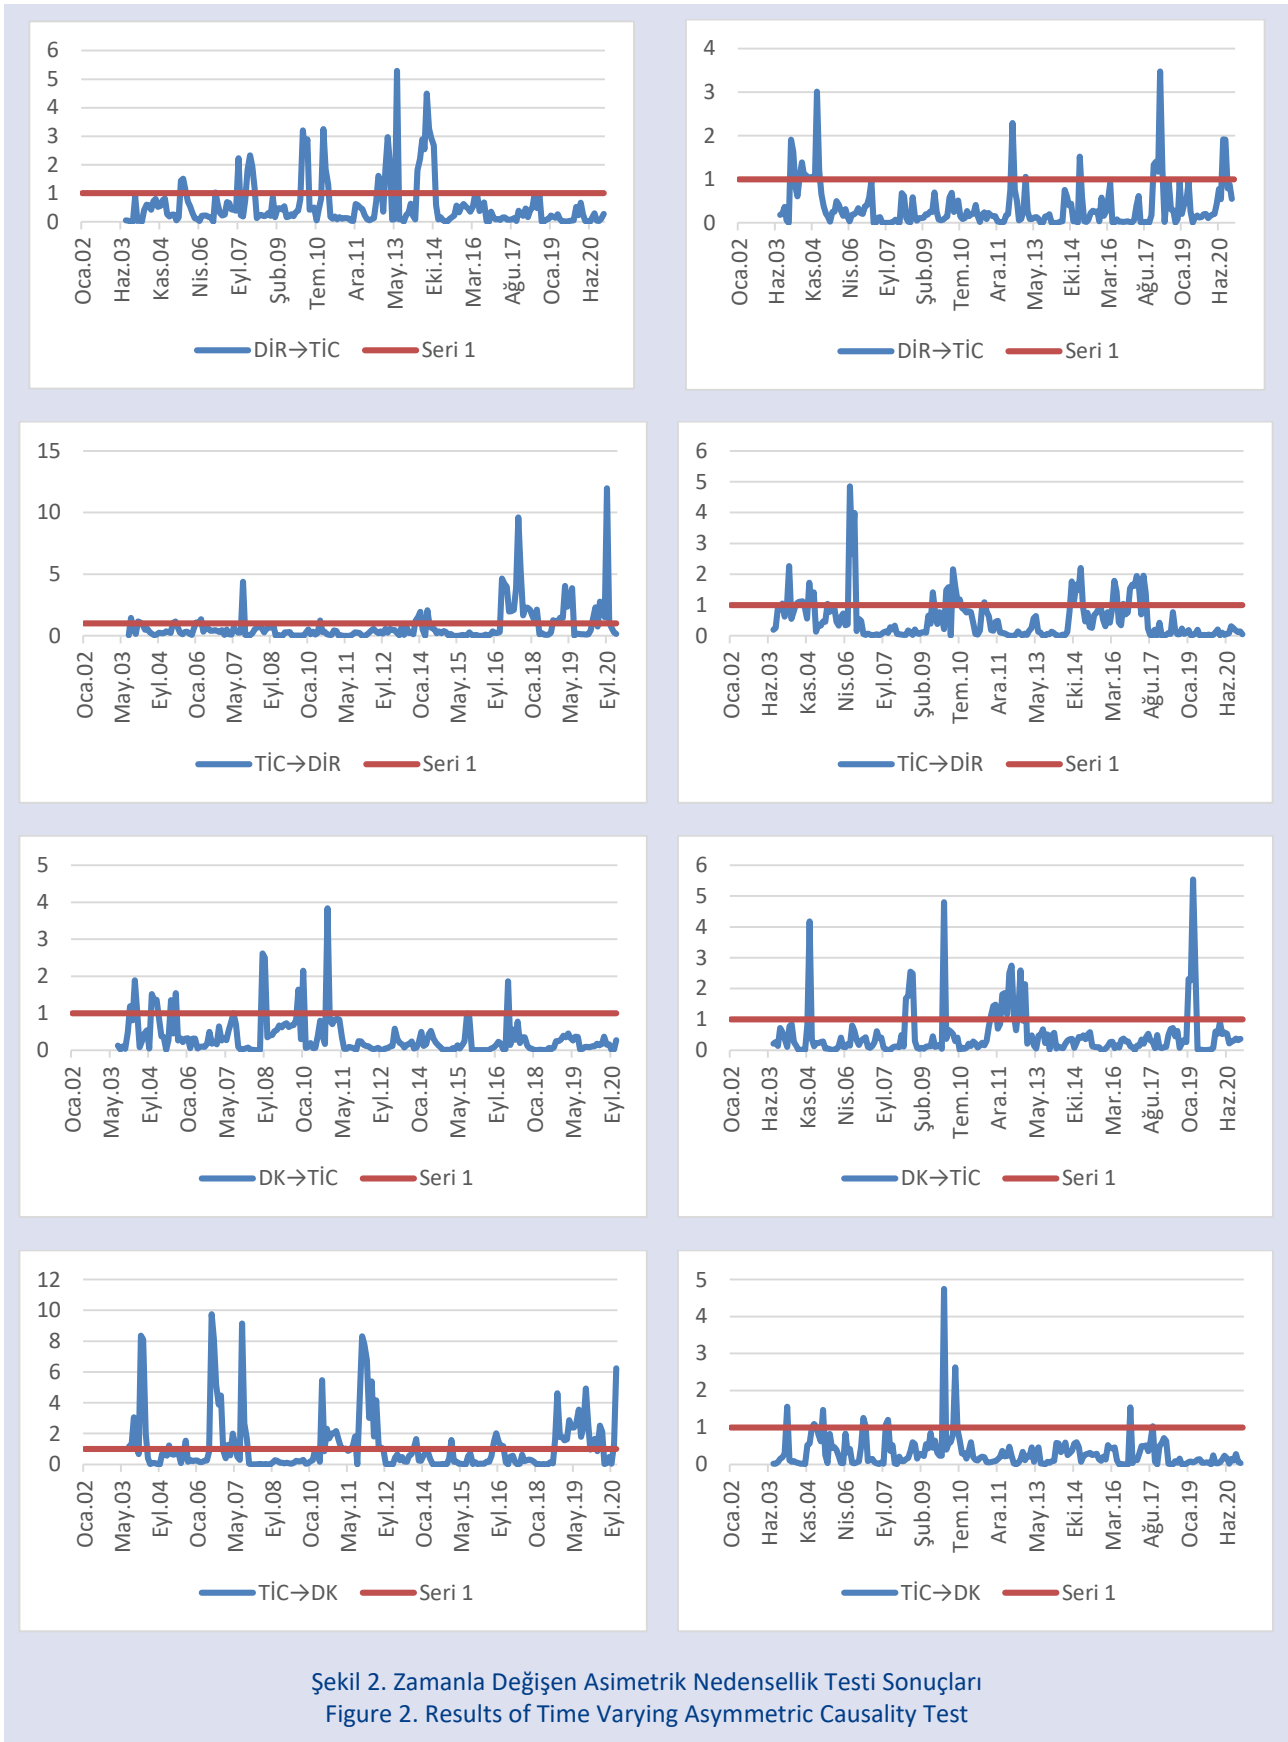 6
5
4
3
2
1
0
Oca.02
Haz.03
Kas.04
Nis.06
Eyl.07
Şub.09
Tem.10
Ara.11
May.13
Eki.14
Mar.16
Ağu.17
Oca.19
Haz.20
DİR→TİC
Seri 1
4
3
2
1
0
Oca.02
Haz.03
Kas.04
Nis.06
Eyl.07
Şub.09
Tem.10
Ara.11
May.13
Eki.14
Mar.16
Ağu.17
Oca.19
Haz.20
DİR→TİC
Seri 1
15
10
5
0
Oca.02
May.03
Eyl.04
Oca.06
May.07
Eyl.08
Oca.10
May.11
Eyl.12
Oca.14
May.15
Eyl.16
Oca.18
May.19
Eyl.20
TİC→DİR
Seri 1
6
5
4
3
2
1
0
Oca.02
Haz.03
Kas.04
Nis.06
Eyl.07
Şub.09
Tem.10
Ara.11
May.13
Eki.14
Mar.16
Ağu.17
Oca.19
Haz.20
TİC→DİR
Seri 1
5
4
3
2
1
0
Oca.02
May.03
Eyl.04
Oca.06
May.07
Eyl.08
Oca.10
May.11
Eyl.12
Oca.14
May.15
Eyl.16
Oca.18
May.19
Eyl.20
DK→TİC
Seri 1
6
5
4
3
2
1
0
Oca.02
Haz.03
Kas.04
Nis.06
Eyl.07
Şub.09
Tem.10
Ara.11
May.13
Eki.14
Mar.16
Ağu.17
Oca.19
Haz.20
DK→TİC
Seri 1
12
10
8
6
4
2
0
Oca.02
May.03
Eyl.04
Oca.06
May.07
Eyl.08
Oca.10
May.11
Eyl.12
Oca.14
May.15
Eyl.16
Oca.18
May.19
Eyl.20
TİC→DK
Seri 1
5
4
3
2
1
0
Oca.02
Haz.03
Kas.04
Nis.06
Eyl.07
Şub.09
Tem.10
Ara.11
May.13
Eki.14
Mar.16
Ağu.17
Oca.19
Haz.20
TİC→DK
Seri 1
Şekil 2. Zamanla Değişen Asimetrik Nedensellik Testi Sonuçları
Figure 2. Results of Time Varying Asymmetric Causality Test